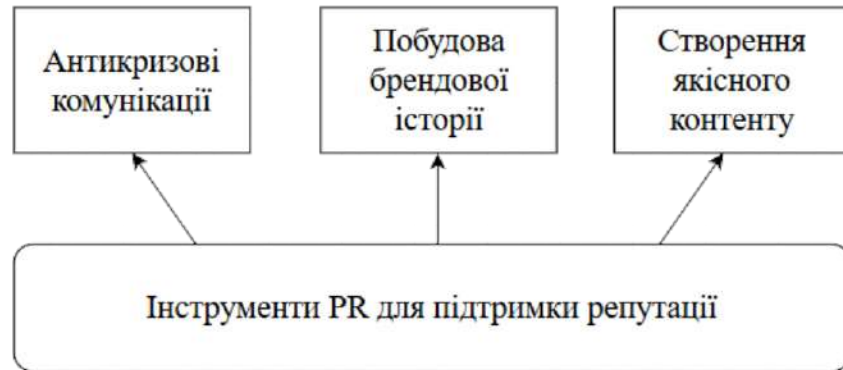 Антикризові
комунікації
Побудова
брендової
історії
Створення
якісного
контенту
Інструменти PR для підтримки репутації